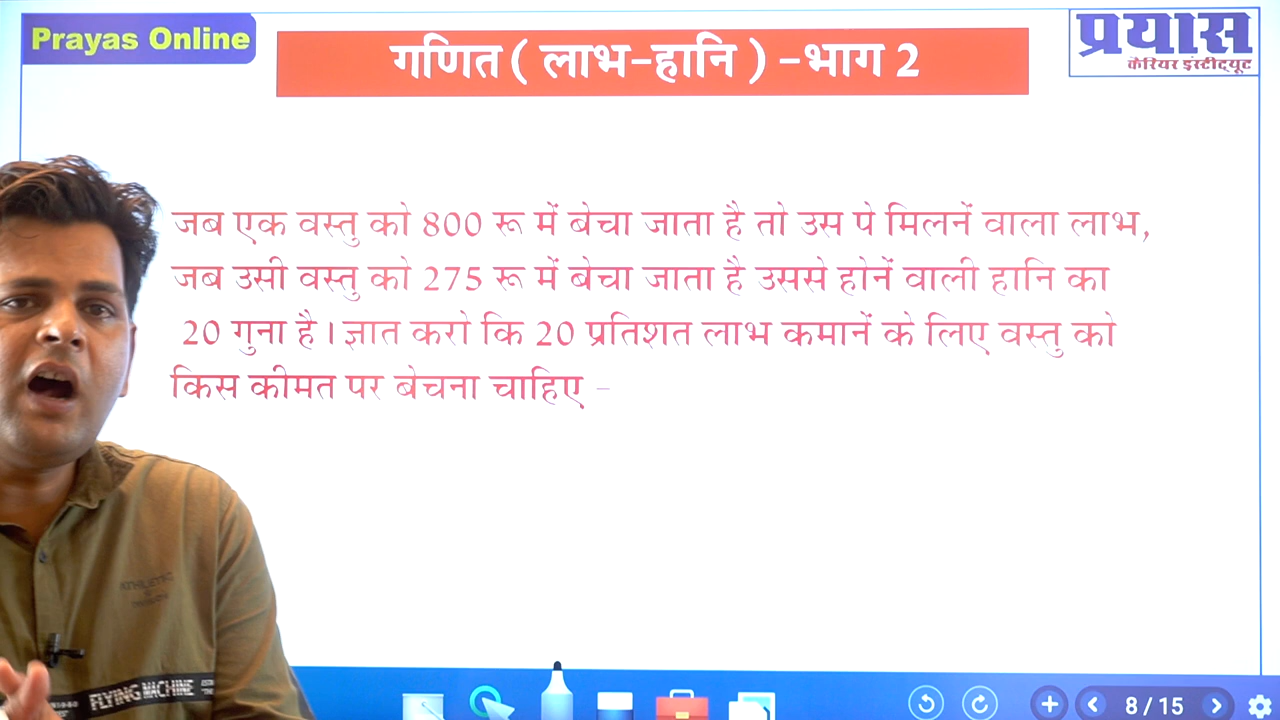 Prayas Online
गणित ( लाभ-हानि ) -भाग 2
प्रयास
कॅरियर इंस्टीट्यूट
जब एक वस्तु को 800 रू में बेचा जाता है तो उस पे मिलनें वाला लाभ,
जब उसी वस्तु को 275 रू में बेचा जाता है उससे होनें वाली हानि का
20 गुना है । ज्ञात करो कि 20 प्रतिशत लाभ कमानें के लिए वस्तु को
किस कीमत पर बेचना चाहिए -
FLYING MACHINE
8 / 15